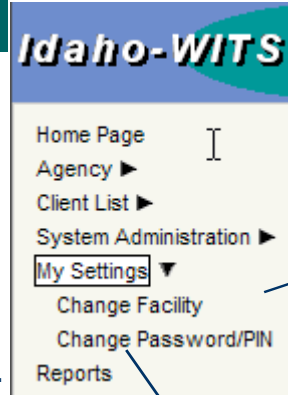 Idaho-WITS
Home Page
Agency ▶
Client List ▶
System Administration ▶
My Settings ▼
Change Facility
Change Password/PIN
Reports